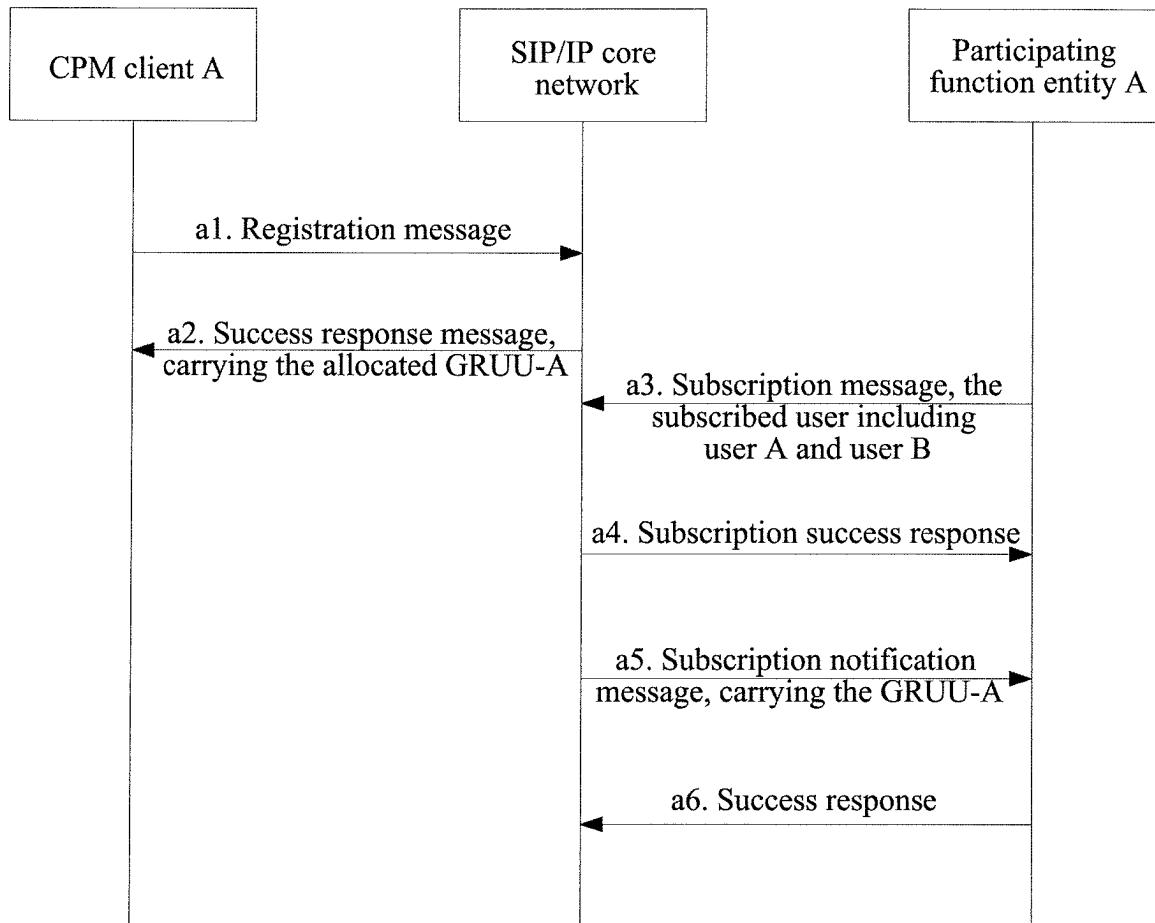 CPM client A
SIP/IP core
network
Participating
function entity A
a1. Registration message
a2. Success response message,
carrying the allocated GRUU-A
a3. Subscription message, the
subscribed user including
user A and user B
a4. Subscription success response
a5. Subscription notification
message, carrying the GRUU-A
a6. Success response